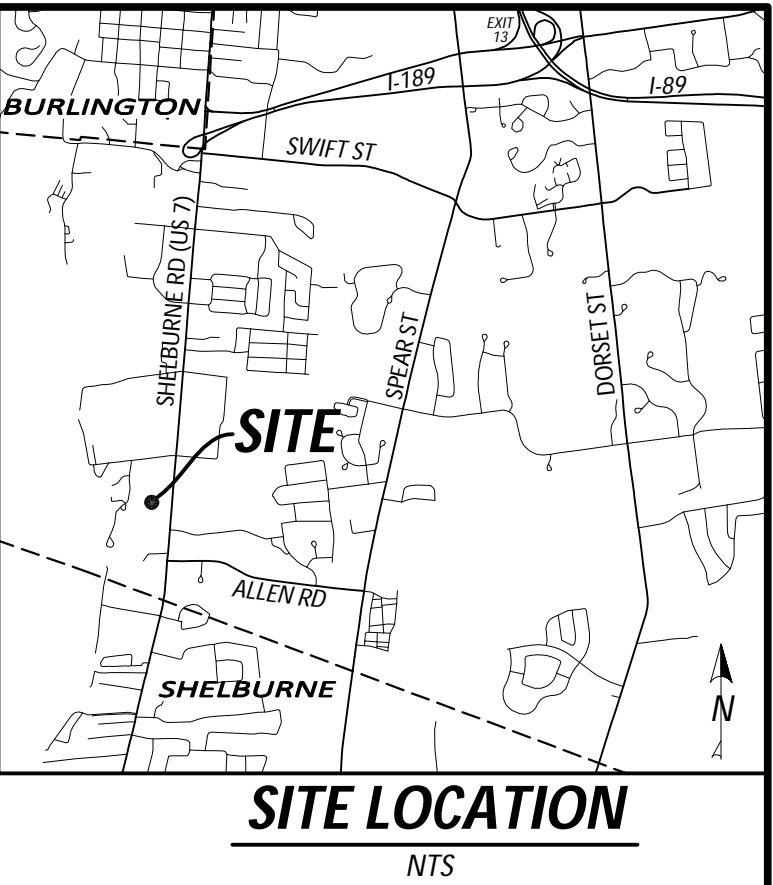 EXIT
13
I-189
I-89
BURLINGTON
SWIFT ST
SHELBURNE RD (US 7)
SPEAR ST
DORSET ST
SITE
ALLEN RD
SHELBURNE
N
SITE LOCATION
NTS